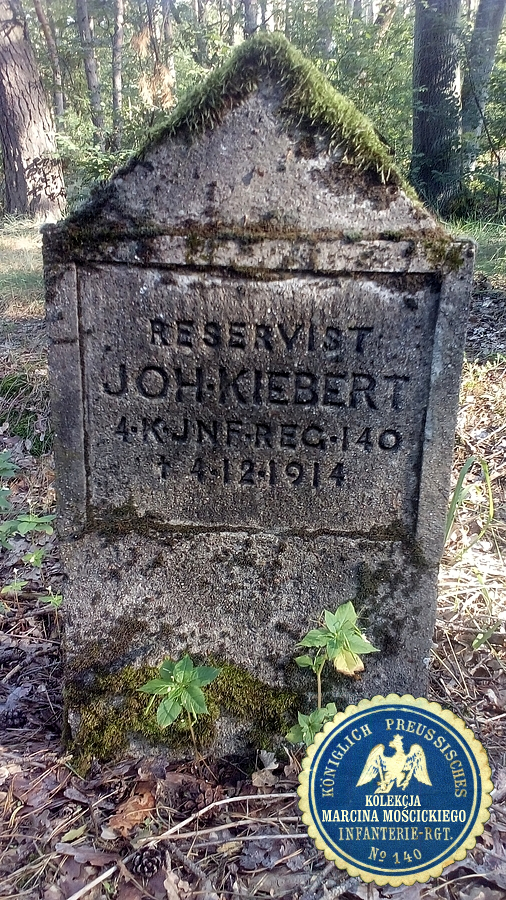 RESERVIST
JOH·KIEBERT
4·K·JNF·REG·140
† 4·12·1914
KÖNIGLICH PREUSSISCHES
KOLEKCJA
MARCINA MOŚCICKIEGO
INFANTERIE-RGT.
No 140